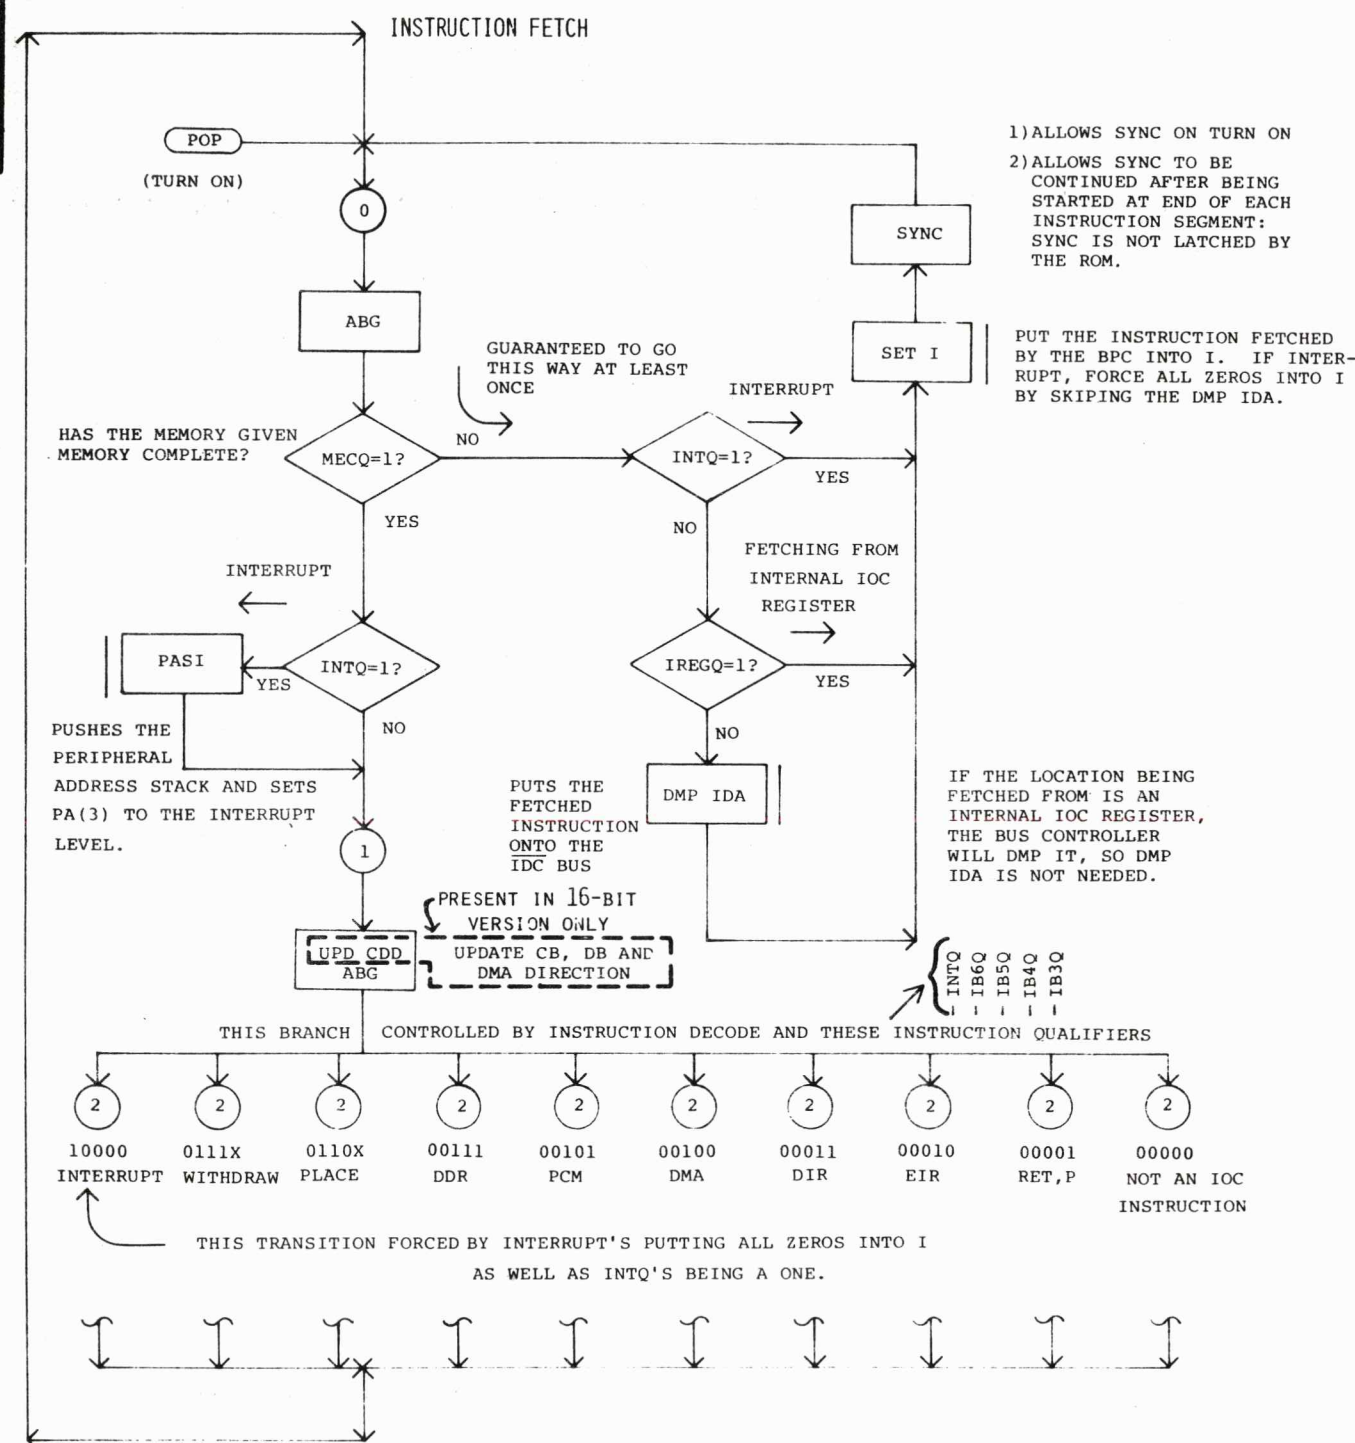 INSTRUCTION FETCH
POP
(TURN ON)
0
1)ALLOWS SYNC ON TURN ON
2)ALLOWS SYNC TO BE
CONTINUED AFTER BEING
STARTED AT END OF EACH
INSTRUCTION SEGMENT:
SYNC IS NOT LATCHED BY
THE ROM.
SYNC
ABG
SET I
PUT THE INSTRUCTION FETCHED
BY THE BPC INTO I. IF INTER-
RUPT, FORCE ALL ZEROS INTO I
BY SKIPING THE DMP IDA.
GUARANTEED TO GO
THIS WAY AT LEAST
ONCE
INTERRUPT
HAS THE MEMORY GIVEN
MEMORY COMPLETE?
MECQ=1?
NO
INTQ=1?
YES
YES
NO
INTERRUPT
FETCHING FROM
INTERNAL IOC
REGISTER
PASI
YES
INTQ=1?
NO
IREGQ=1?
YES
NO
PUSHES THE
PERIPHERAL
ADDRESS STACK AND SETS
PA(3) TO THE INTERRUPT
LEVEL.
1
PUTS THE
FETCHED
INSTRUCTION
ONTO THE
IDC BUS
DMP IDA
IF THE LOCATION BEING
FETCHED FROM IS AN
INTERNAL IOC REGISTER,
THE BUS CONTROLLER
WILL DMP IT, SO DMP
IDA IS NOT NEEDED.
PRESENT IN 16-BIT
VERSION ONLY
UPD CDD
ABG
UPDATE CB, DB AND
DMA DIRECTION
INTQ
IB6Q
IB5Q
IB4Q
IB3Q
THIS BRANCH CONTROLLED BY INSTRUCTION DECODE AND THESE INSTRUCTION QUALIFIERS
2 2 2 2 2 2 2 2 2 2
10000 0111X 0110X 00111 00101 00100 00011 00010 00001 00000
INTERRUPT WITHDRAW PLACE DDR PCM DMA DIR EIR RET,P NOT AN IOC
INSTRUCTION
THIS TRANSITION FORCED BY INTERRUPT'S PUTTING ALL ZEROS INTO I
AS WELL AS INTQ'S BEING A ONE.